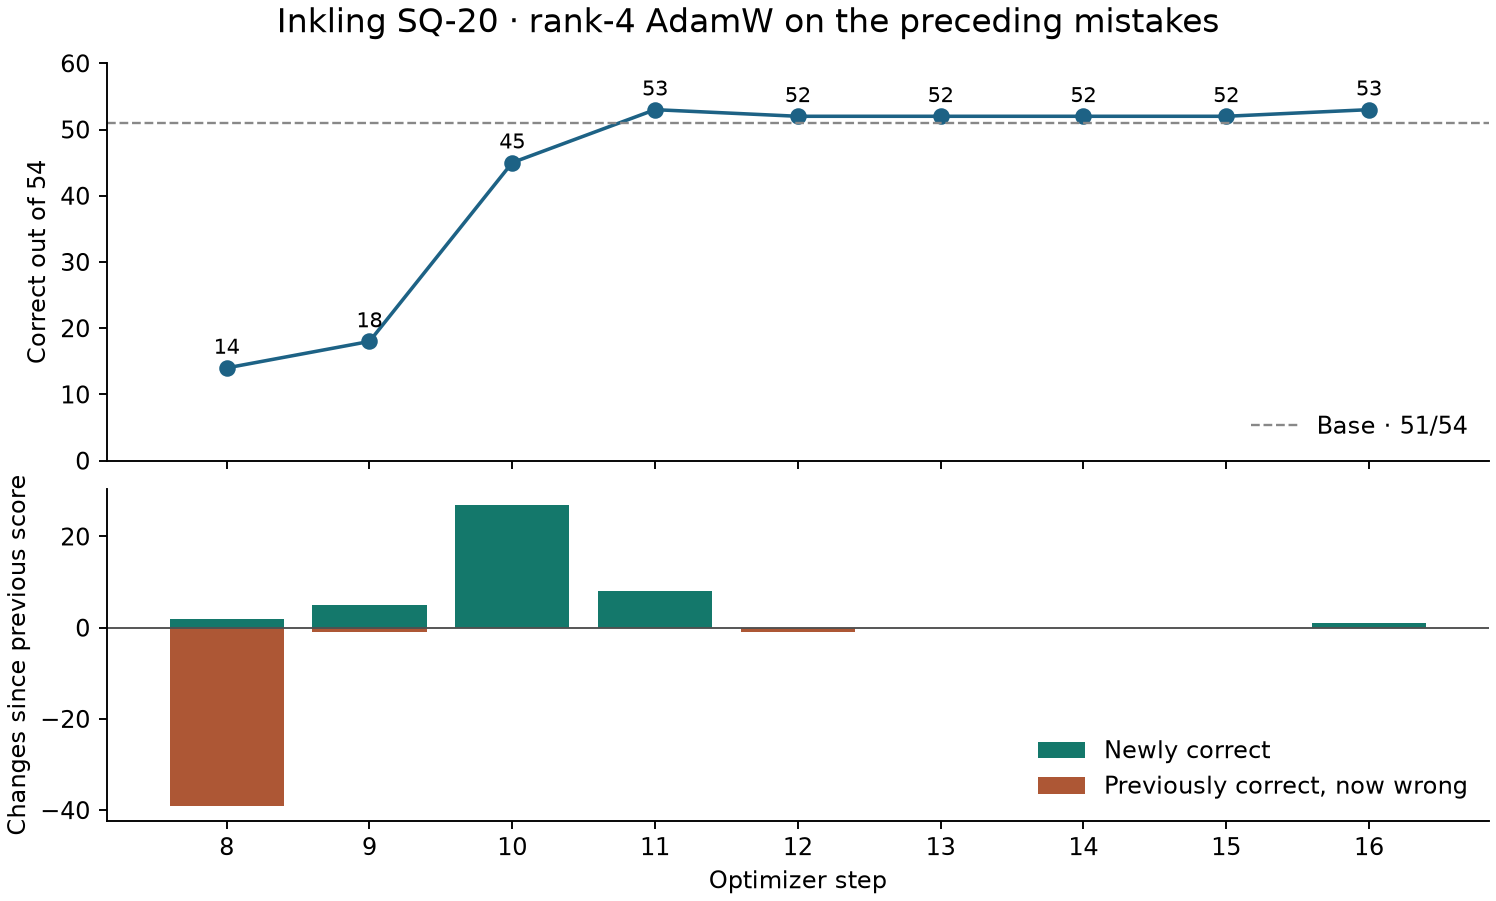 Inkling SQ-20 · rank-4 AdamW on the preceding mistakes
Correct out of 54
60
50
40
30
20
10
0
14
18
45
53
52
52
52
52
53
Base · 51/54
Changes since previous score
20
0
−20
−40
Newly correct
Previously correct, now wrong
8 9 10 11 12 13 14 15 16
Optimizer step